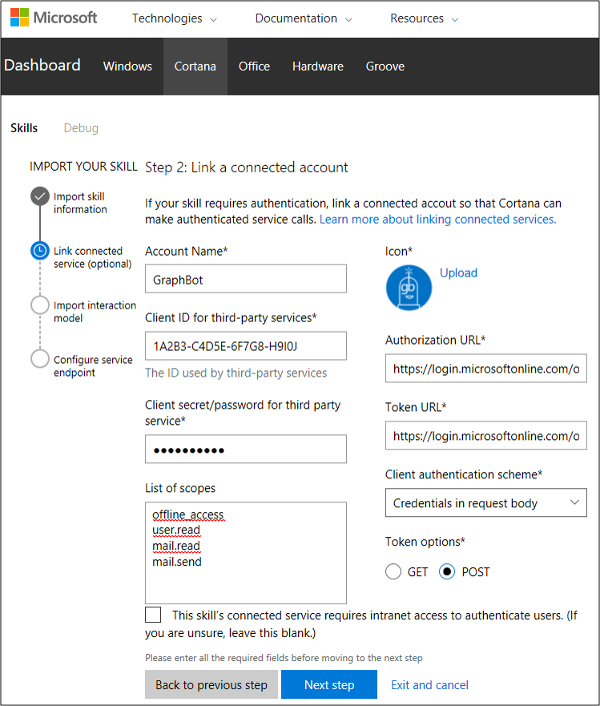 Microsoft Technologies Documentation Resources
Dashboard Windows Cortana Office Hardware Groove
Skills Debug
IMPORT YOUR SKILL
Import skill
information
Link connected
service (optional)
Import interaction
model
Configure service
endpoint
Step 2: Link a connected account
If your skill requires authentication, link a connected accout so that Cortana can
make authenticated service calls. Learn more about linking connected services.
Account Name*
GraphBot
Client ID for third-party services*
1A2B3-C4D5E-6F7G8-H9I0J
The ID used by third-party services
Client secret/password for third party
service*
●●●●●●●●●●
List of scopes
offline_access
user.read
mail.read
mail.send
Icon*
gb
Upload
Authorization URL*
https://login.microsoftonline.com/o
Token URL*
https://login.microsoftonline.com/o
Client authentication scheme*
Credentials in request body
Token options*
GET POST
This skill's connected service requires intranet access to authenticate users. (If
you are unsure, leave this blank.)
Please enter all the required fields before moving to the next step
Back to previous step Next step Exit and cancel